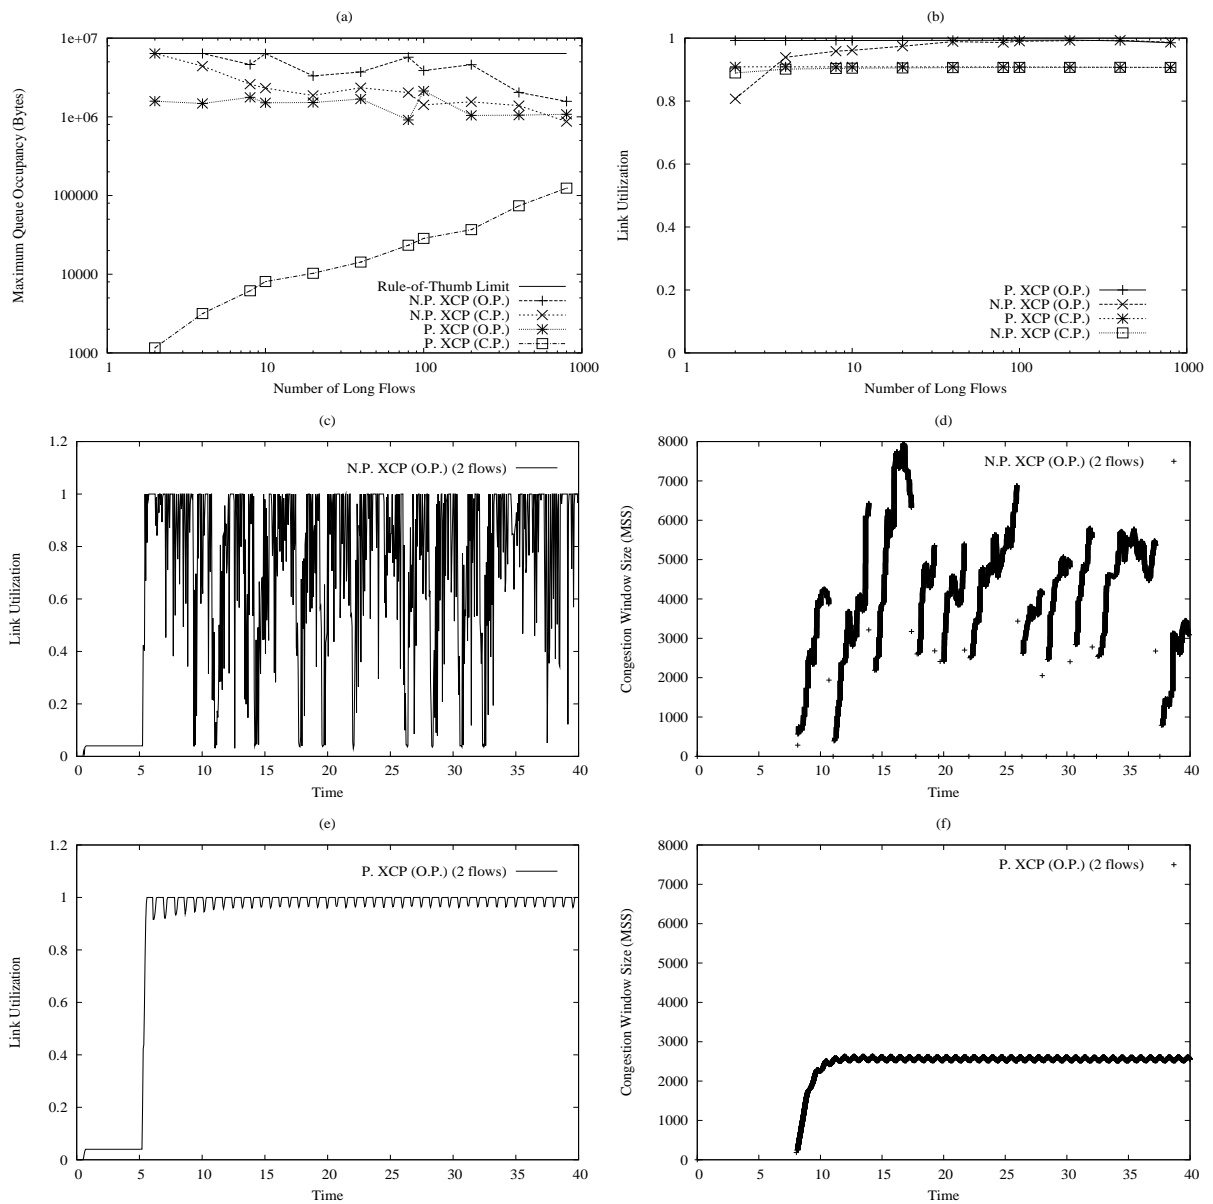 (a)
1e+07
1e+06
100000
10000
1000
1
10
100
1000
Maximum Queue Occupancy (Bytes)
Number of Long Flows
Rule-of-Thumb Limit
N.P. XCP (O.P.)
N.P. XCP (C.P.)
P. XCP (O.P.)
P. XCP (C.P.)
(b)
1
0.8
0.6
0.4
0.2
0
1
10
100
1000
Link Utilization
Number of Long Flows
P. XCP (O.P.)
N.P. XCP (O.P.)
P. XCP (C.P.)
N.P. XCP (C.P.)
(c)
1.2
1
0.8
0.6
0.4
0.2
0
0
5
10
15
20
25
30
35
40
Link Utilization
Time
N.P. XCP (O.P.) (2 flows)
(d)
8000
7000
6000
5000
4000
3000
2000
1000
0
0
5
10
15
20
25
30
35
40
Congestion Window Size (MSS)
Time
N.P. XCP (O.P.) (2 flows)
(e)
1.2
1
0.8
0.6
0.4
0.2
0
0
5
10
15
20
25
30
35
40
Link Utilization
Time
P. XCP (O.P.) (2 flows)
(f)
8000
7000
6000
5000
4000
3000
2000
1000
0
0
5
10
15
20
25
30
35
40
Congestion Window Size (MSS)
Time
P. XCP (O.P.) (2 flows)